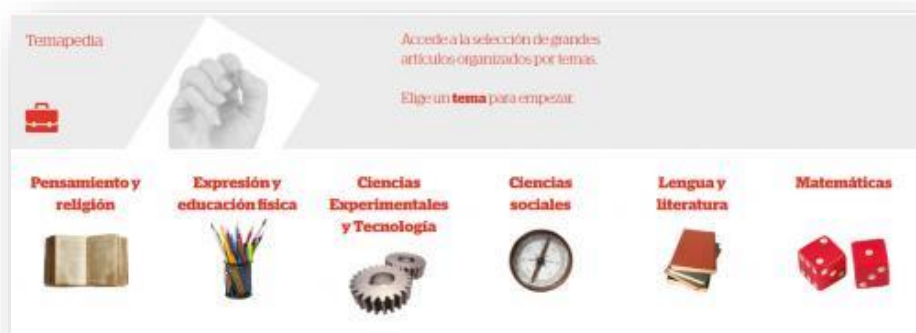 Temapedia
Accede a la selección de grandes
artículos organizados por temas.
Elige un tema para empezar.
Pensamiento y
religión
Expresión y
educación física
Ciencias
Experimentales
y Tecnología
Ciencias
sociales
Lengua y
literatura
Matemáticas